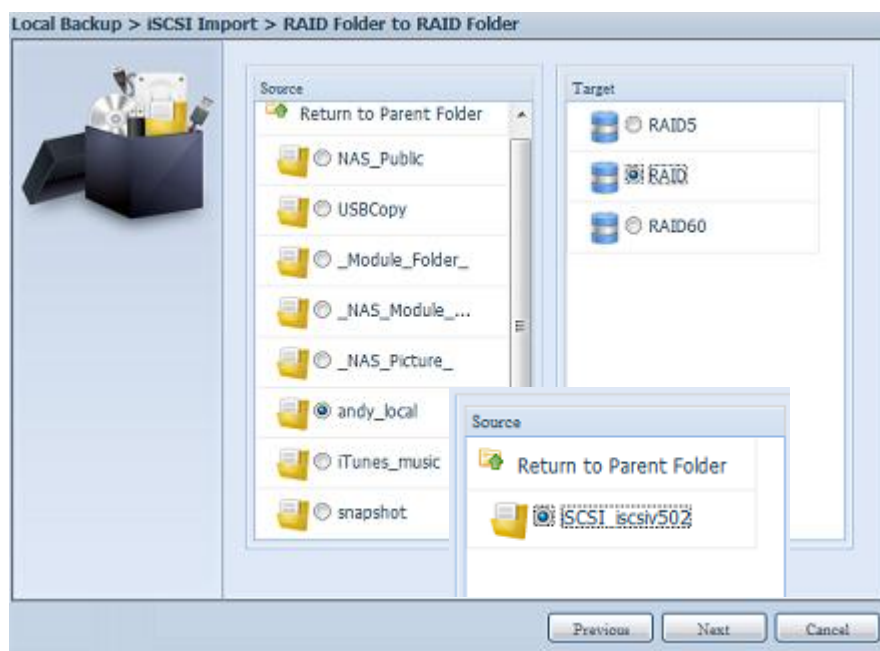 Local Backup > iSCSI Import > RAID Folder to RAID Folder
Source
Return to Parent Folder
NAS_Public
USBCopy
_Module_Folder_
_NAS_Module_...
_NAS_Picture_
andy_local
iTunes_music
snapshot
Target
RAID5
RAID
RAID60
Source
Return to Parent Folder
iSCSI_iscsiv502
Previous
Next
Cancel